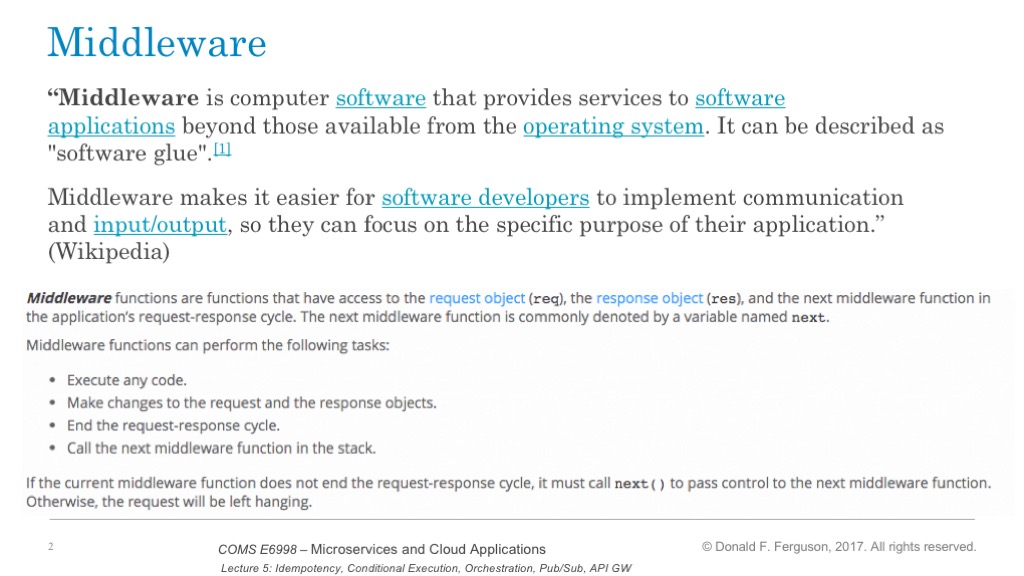 Middleware
“Middleware is computer software that provides services to software
applications beyond those available from the operating system. It can be described as
"software glue".[1]
Middleware makes it easier for software developers to implement communication
and input/output, so they can focus on the specific purpose of their application.”
(Wikipedia)
Middleware functions are functions that have access to the request object (req), the response object (res), and the next middleware function in
the application’s request-response cycle. The next middleware function is commonly denoted by a variable named next.
Middleware functions can perform the following tasks:
• Execute any code.
• Make changes to the request and the response objects.
• End the request-response cycle.
• Call the next middleware function in the stack.
If the current middleware function does not end the request-response cycle, it must call next() to pass control to the next middleware function.
Otherwise, the request will be left hanging.
2
COMS E6998 – Microservices and Cloud Applications
Lecture 5: Idempotency, Conditional Execution, Orchestration, Pub/Sub, API GW
© Donald F. Ferguson, 2017. All rights reserved.